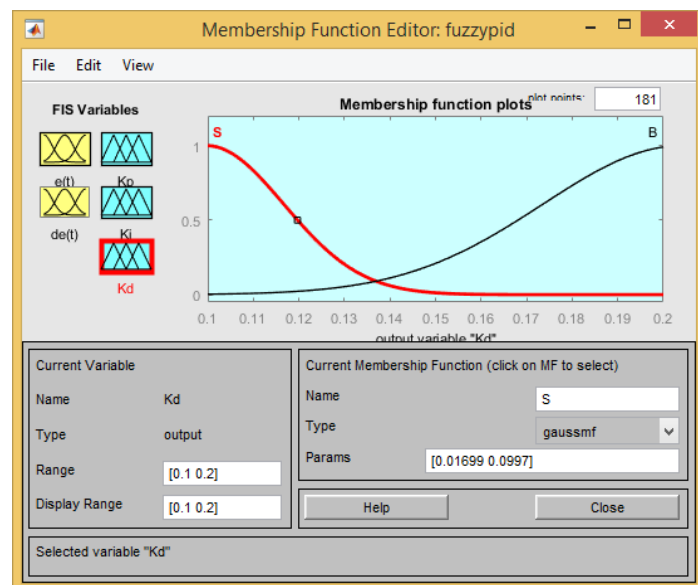 Membership Function Editor: fuzzypid
File Edit View
FIS Variables
Membership function plots
plot points:
181
S
B
1
0.5
0
e(t)
Kp
de(t)
Ki
Kd
0.1 0.11 0.12 0.13 0.14 0.15 0.16 0.17 0.18 0.19 0.2
output variable "Kd"
Current Variable
Name Kd
Type output
Range [0.1 0.2]
Display Range [0.1 0.2]
Current Membership Function (click on MF to select)
Name S
Type gaussmf
Params [0.01699 0.0997]
Help Close
Selected variable "Kd"